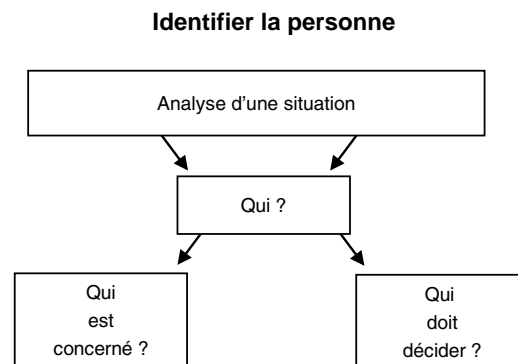 Identifier la personne
Analyse d’une situation
Qui ?
Qui
est
concerné ?
Qui
doit
décider ?